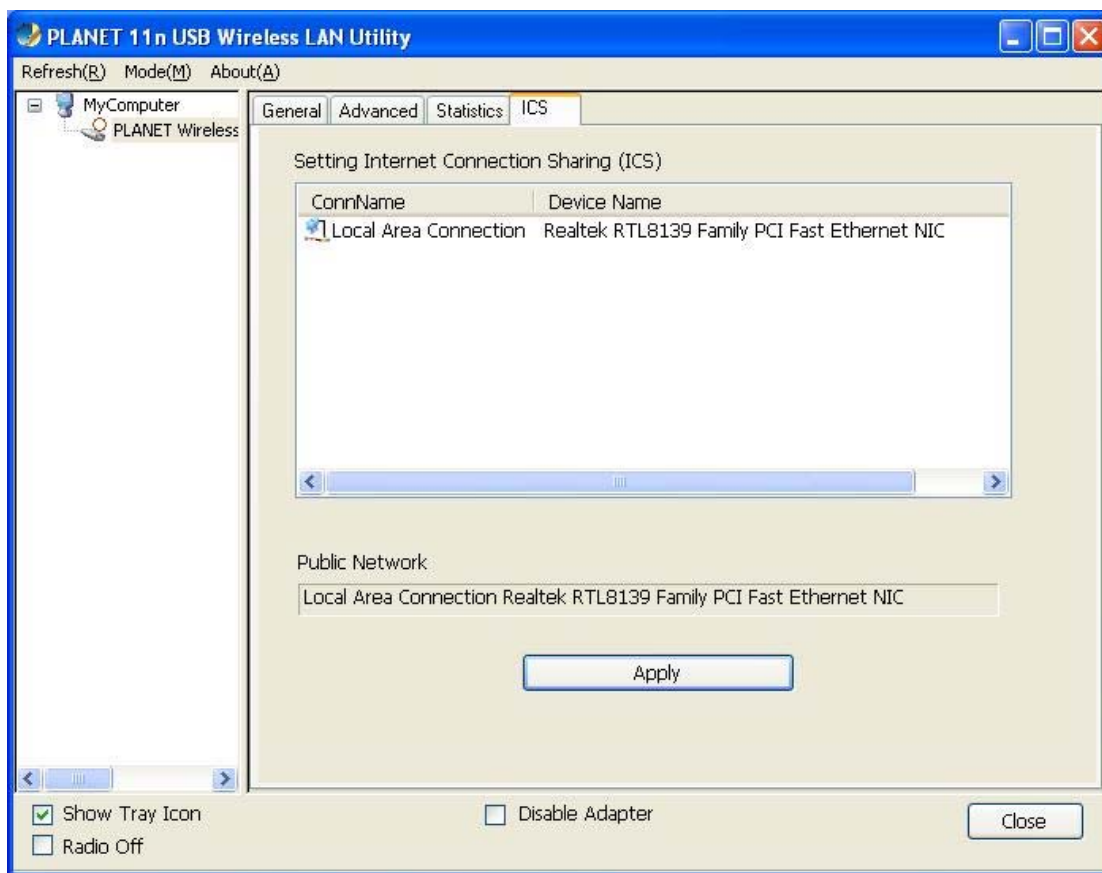 PLANET 11n USB Wireless LAN Utility
Refresh(R) Mode(M) About(A)
MyComputer
PLANET Wireless
General Advanced Statistics ICS
Setting Internet Connection Sharing (ICS)
ConnName Device Name
Local Area Connection Realtek RTL8139 Family PCI Fast Ethernet NIC
Public Network
Local Area Connection Realtek RTL8139 Family PCI Fast Ethernet NIC
Apply
Show Tray Icon
Disable Adapter
Radio Off
Close